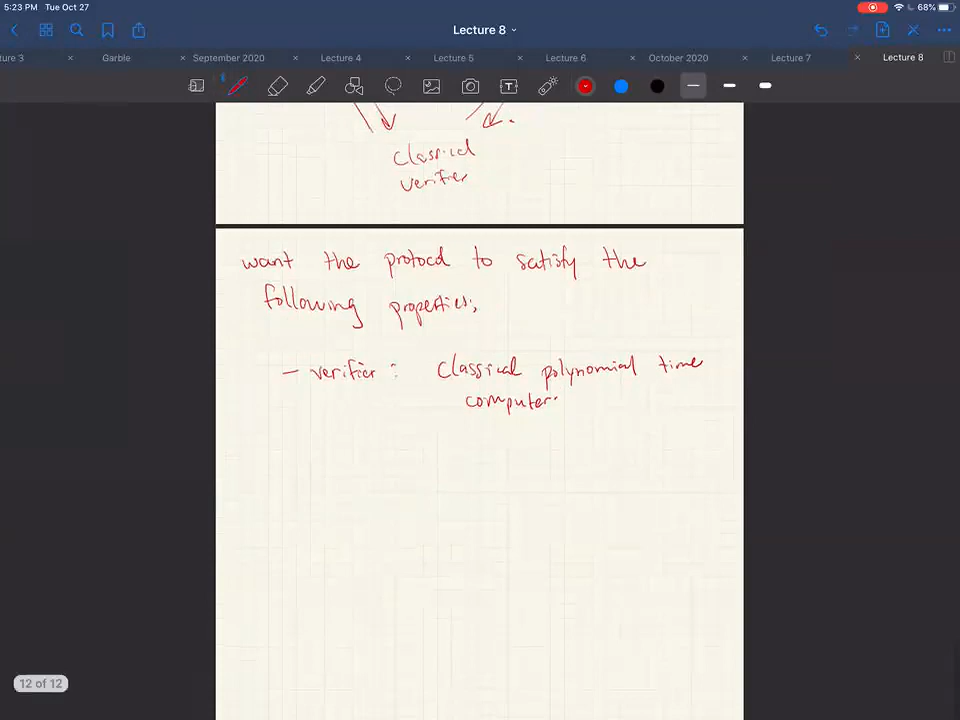 5:23 PM Tue Oct 27
68%
Lecture 8
ure 3
Garble
September 2020
Lecture 4
Lecture 5
Lecture 6
October 2020
Lecture 7
Lecture 8
T
Classical
verifier
want the protocol to satisfy the
following properties;
- verifier : Classical polynomial time
computer.
12 of 12